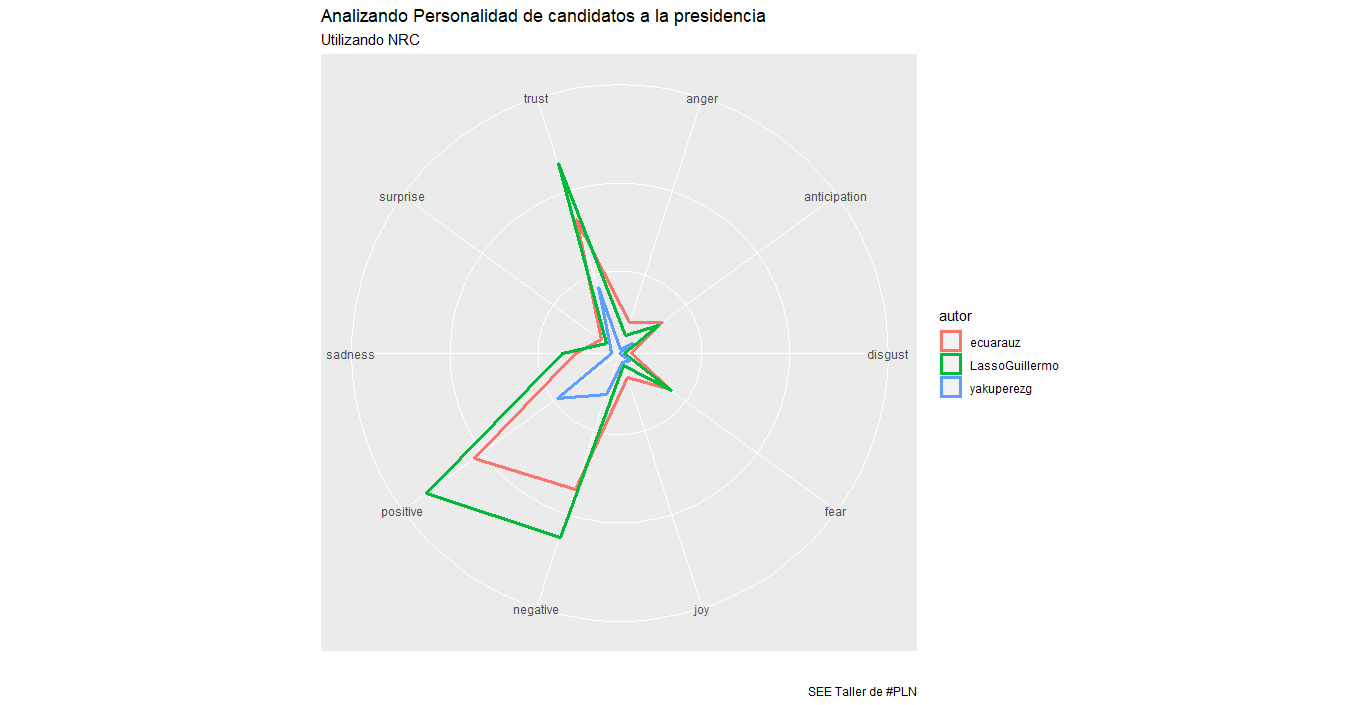 Analizando Personalidad de candidatos a la presidencia
Utilizando NRC
trust
anger
surprise
anticipation
sadness
disgust
positive
fear
negative
joy
autor
ecuarauz
LassoGuillermo
yakuperezg
SEE Taller de #PLN